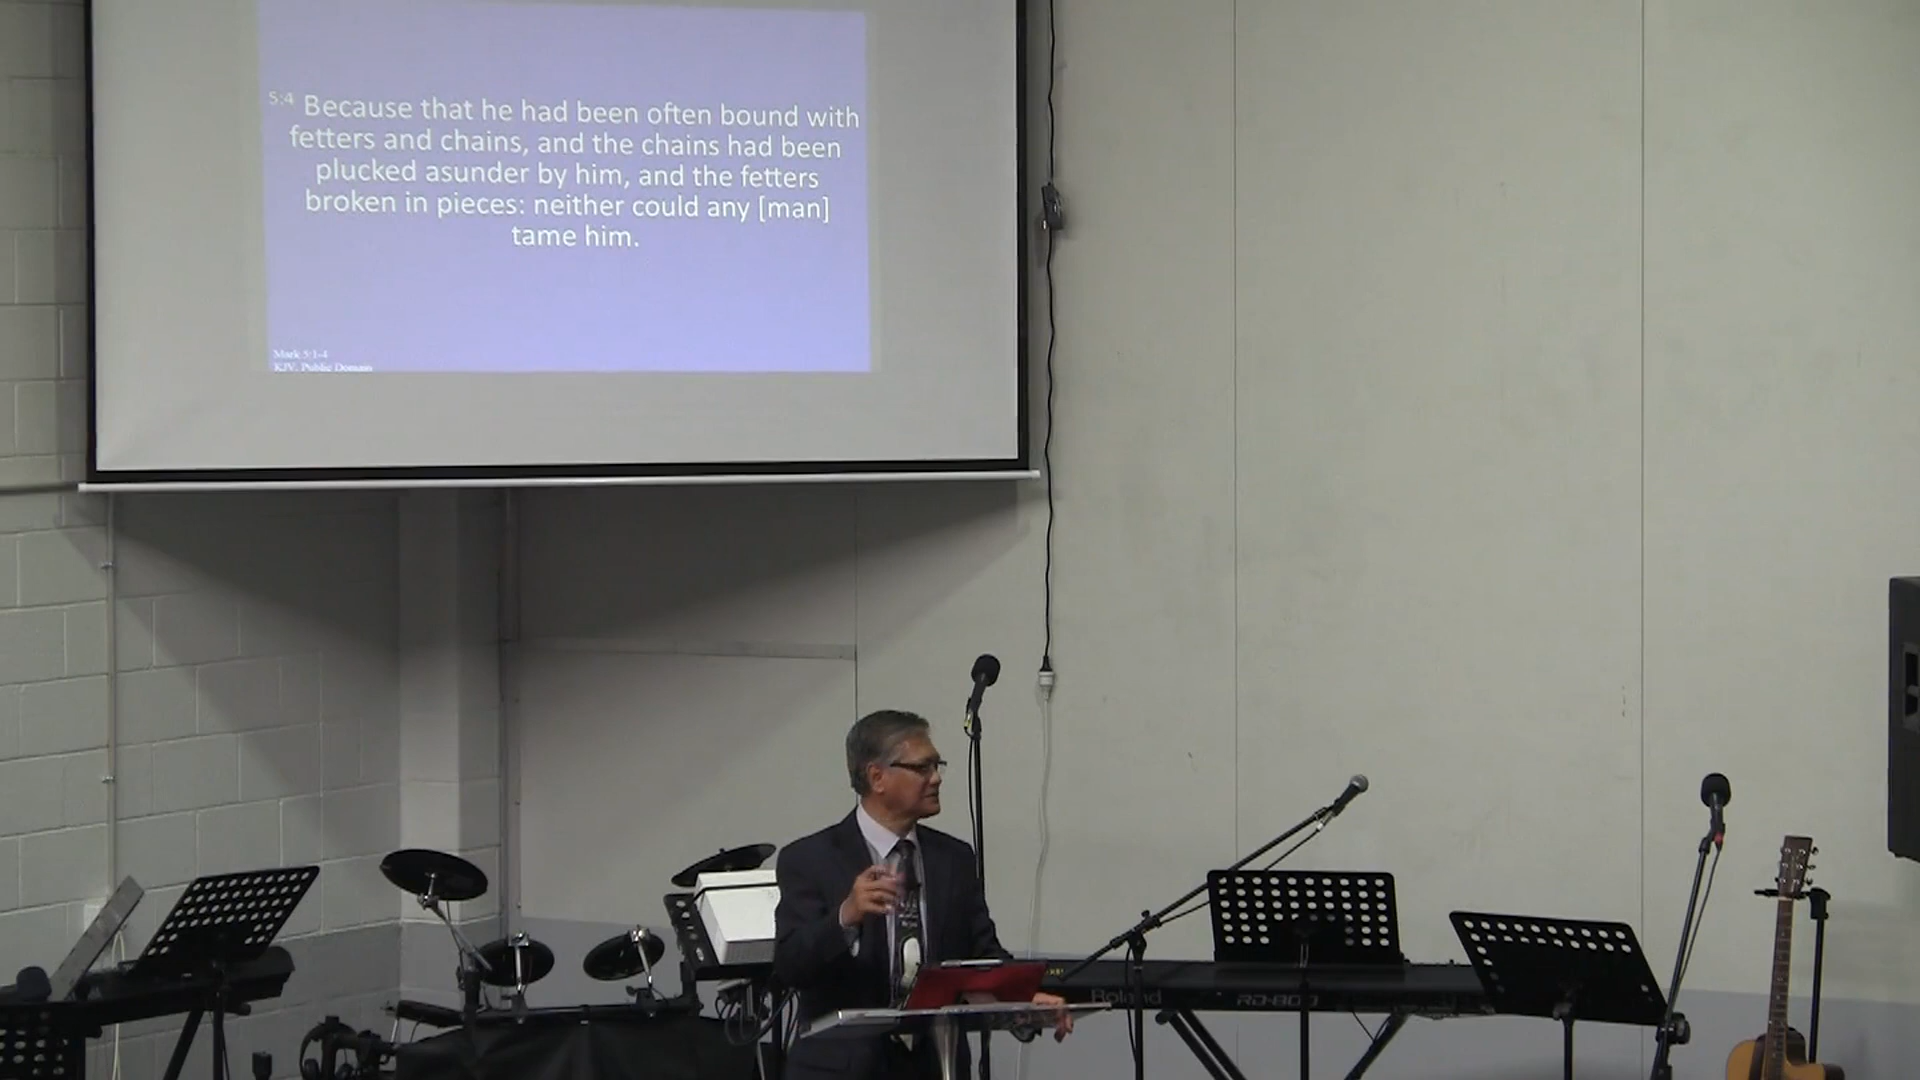 5:4 Because that he had been often bound with
fetters and chains, and the chains had been
plucked asunder by him, and the fetters
broken in pieces: neither could any [man]
tame him.
Mark 5:1-4
KJV, Public Domain
Roland
RD-800